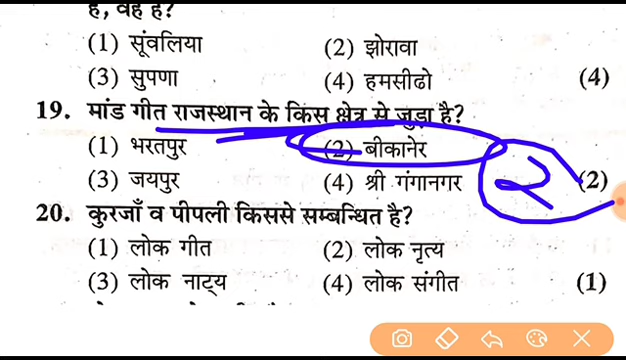 है, वह है?
(1) सूंवलिया (2) झोरावा
(3) सुपणा (4) हमसीढो (4)
19. मांड गीत राजस्थान के किस क्षेत्र से जुड़ा है?
(1) भरतपुर (2) बीकानेर
(3) जयपुर (4) श्री गंगानगर (2)
२
20. कुरजाँ व पीपली किससे सम्बन्धित है?
(1) लोक गीत (2) लोक नृत्य
(3) लोक नाट्य (4) लोक संगीत (1)